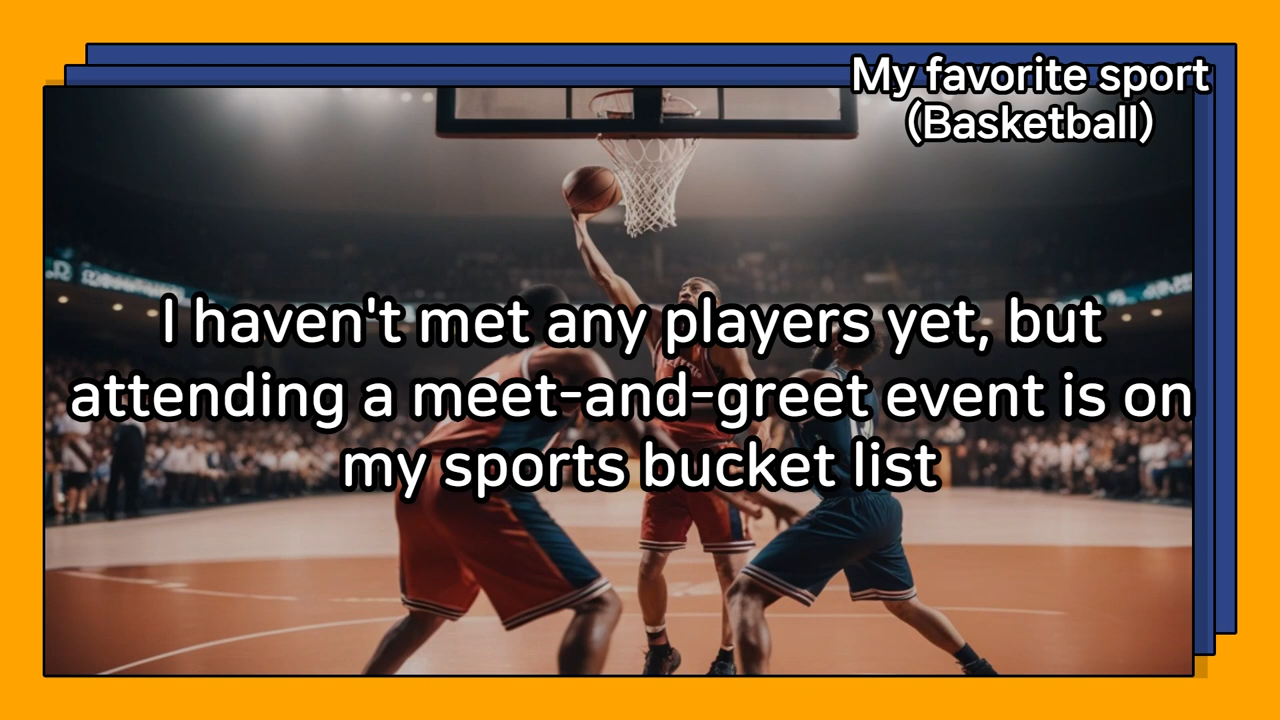 My favorite sport
(Basketball)
I haven't met any players yet, but
attending a meet-and-greet event is on
my sports bucket list